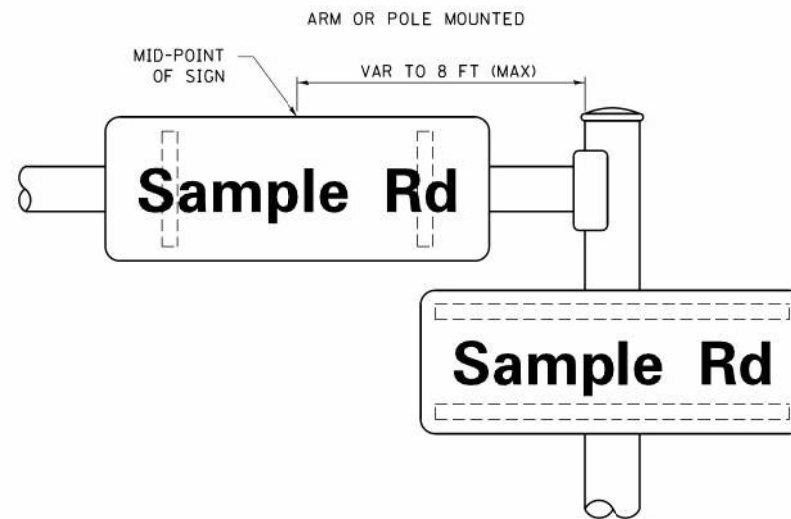 ARM OR POLE MOUNTED
MID-POINT
OF SIGN
VAR TO 8 FT (MAX)
Sample Rd
Sample Rd